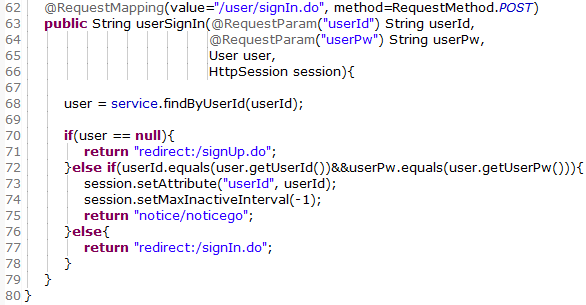 62 @RequestMapping(value="/user/signIn.do", method=RequestMethod.POST)
63 public String userSignIn(@RequestParam("userId") String userId,
64 @RequestParam("userPw") String userPw,
65 User user,
66 HttpSession session){
67
68 user = service.findByUserId(userId);
69
70 if(user == null){
71 return "redirect:/signUp.do";
72 }else if(userId.equals(user.getUserId())&&userPw.equals(user.getUserPw())){
73 session.setAttribute("userId", userId);
74 session.setMaxInactiveInterval(-1);
75 return "notice/noticego";
76 }else{
77 return "redirect:/signIn.do";
78 }
79 }
80 }